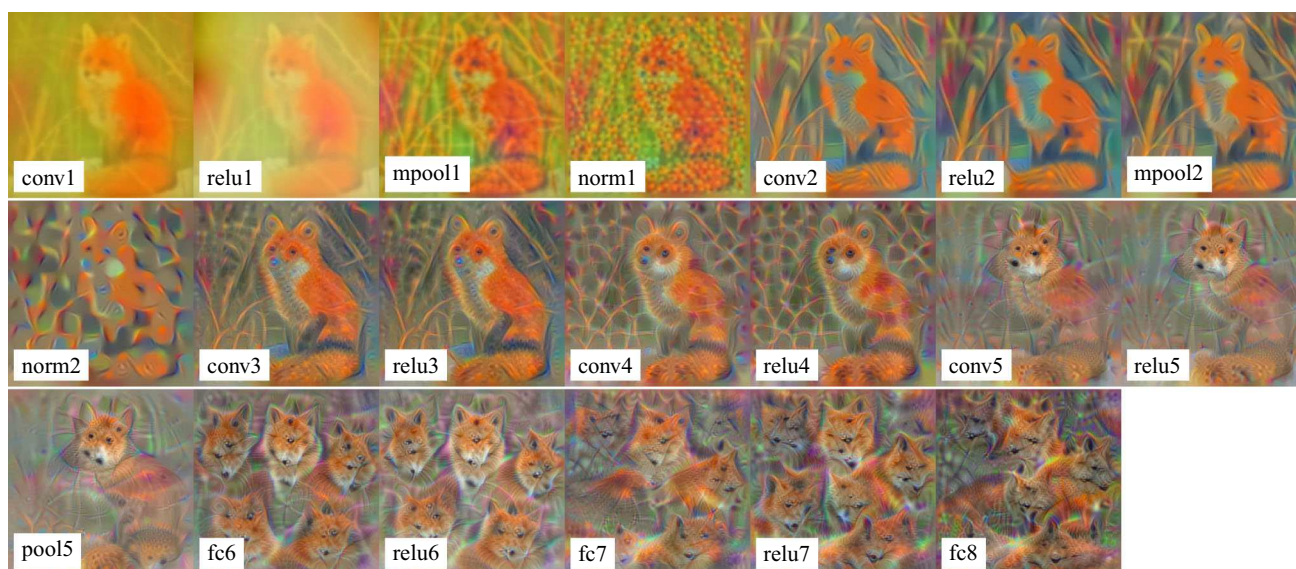 conv1 relu1 mpool1 norm1 conv2 relu2 mpool2
norm2 conv3 relu3 conv4 relu4 conv5 relu5
pool5 fc6 relu6 fc7 relu7 fc8